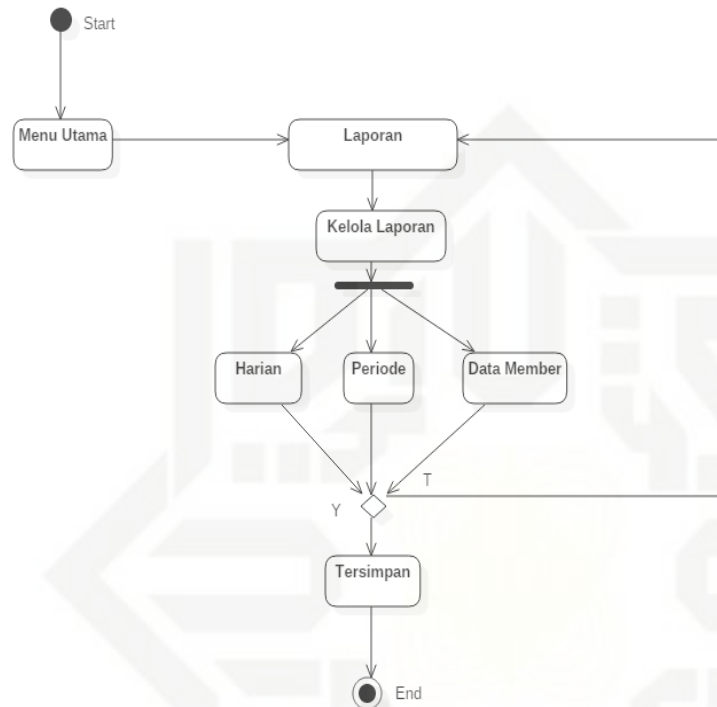 Start
Menu Utama
Laporan
Kelola Laporan
Harian
Periode
Data Member
T
Y
Tersimpan
End